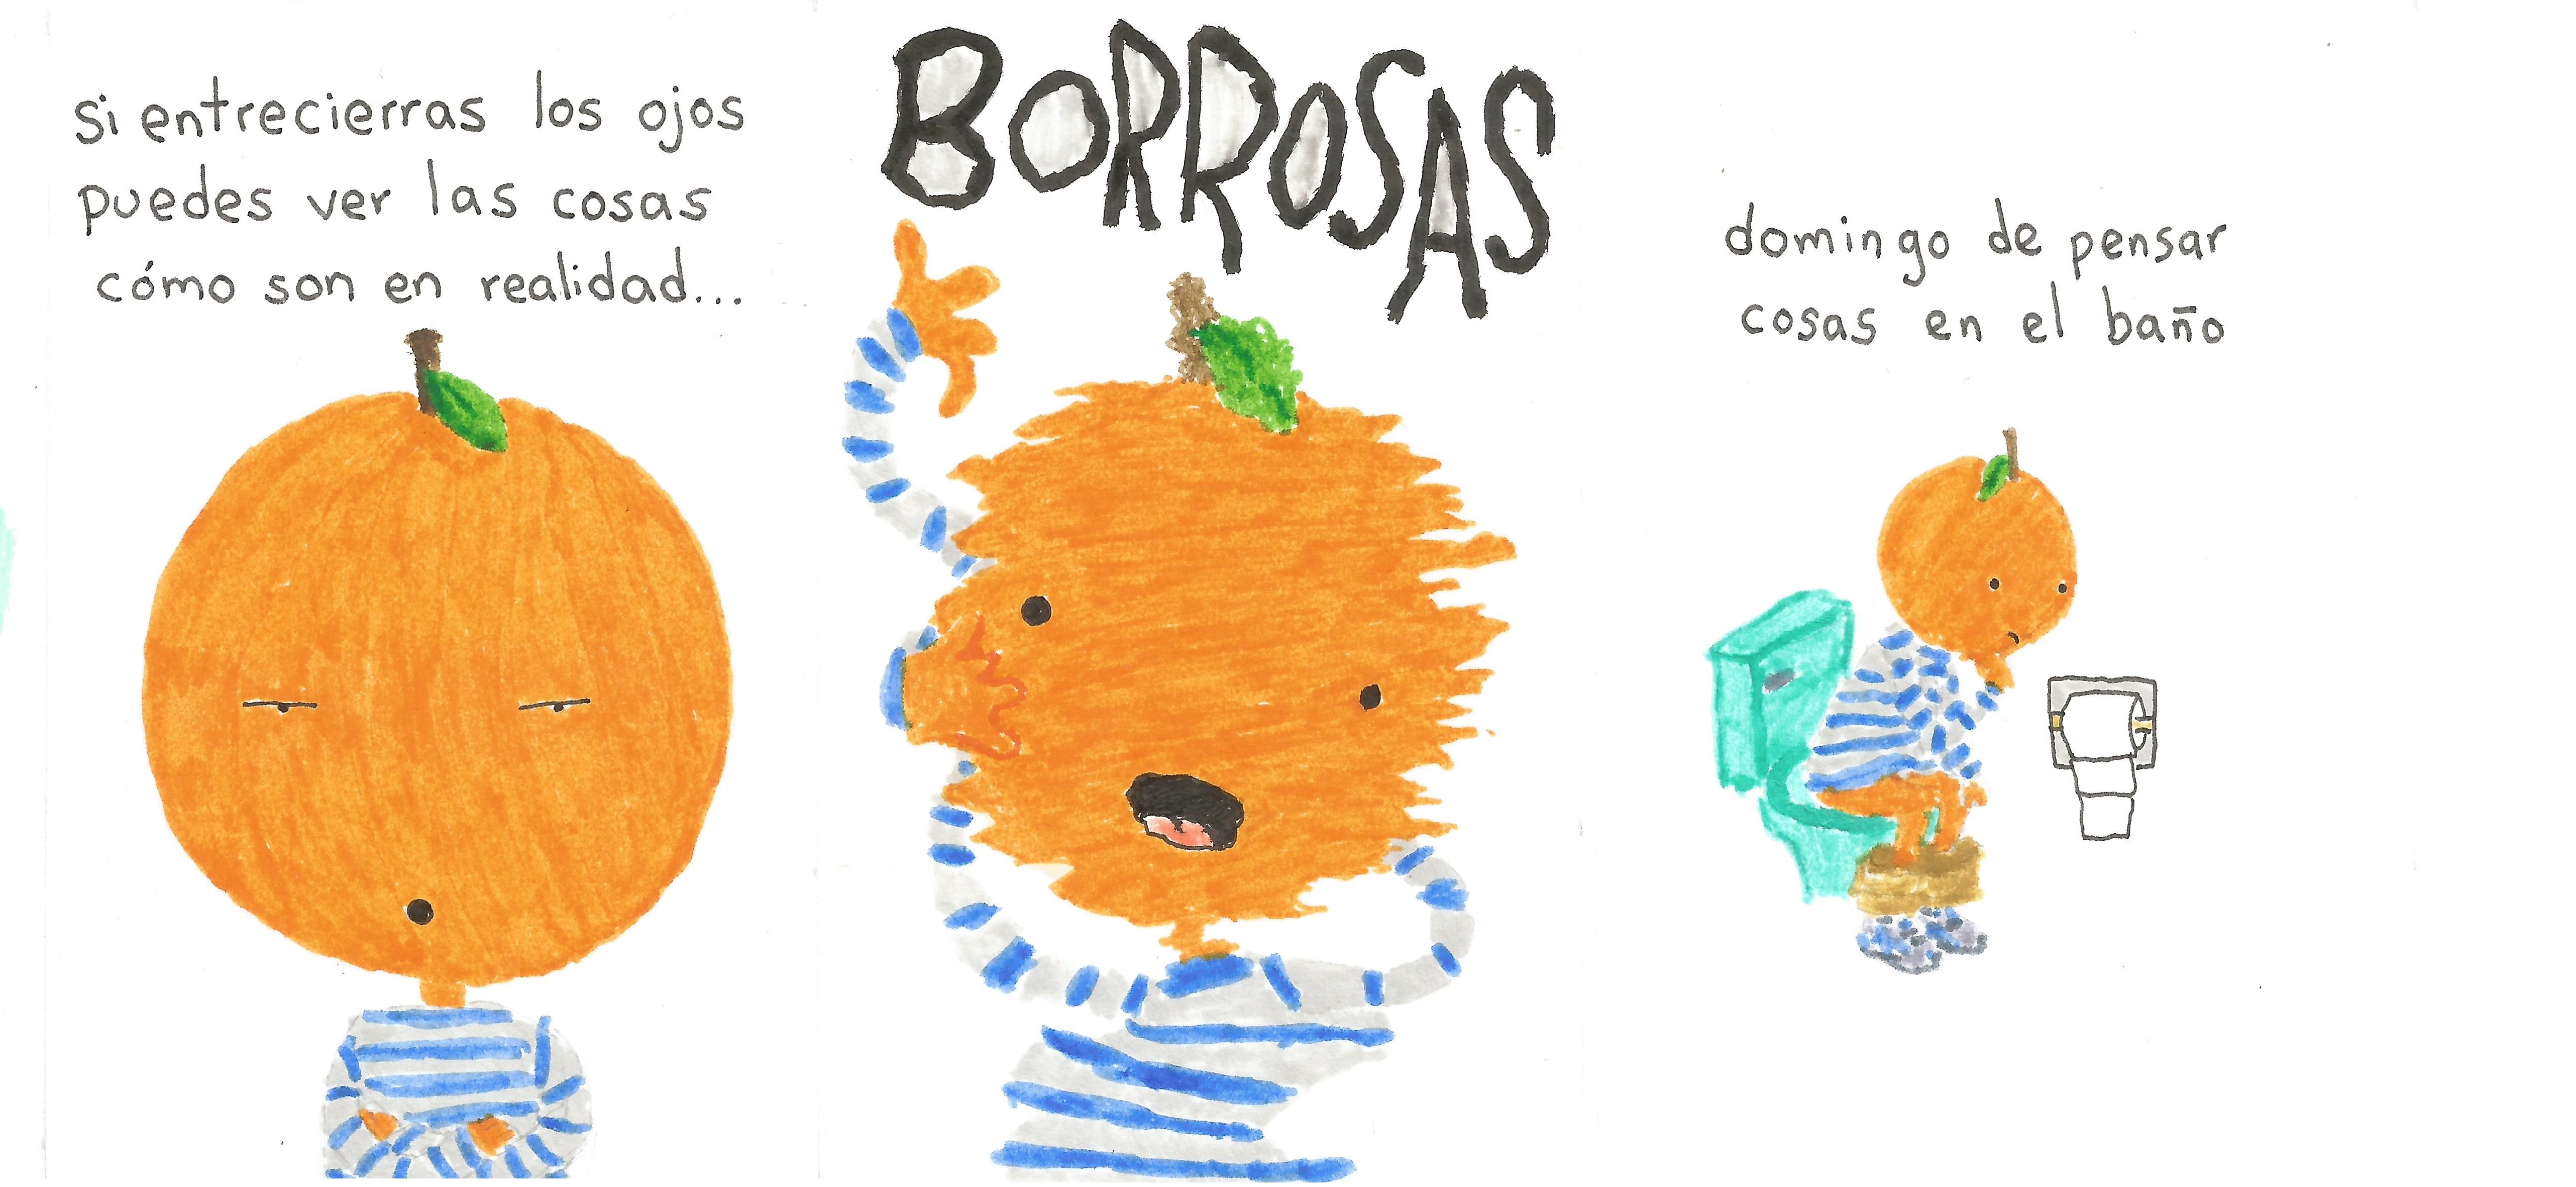 si entrecierras los ojos
puedes ver las cosas
cómo son en realidad...
BORROSAS
domingo de pensar
cosas en el baño